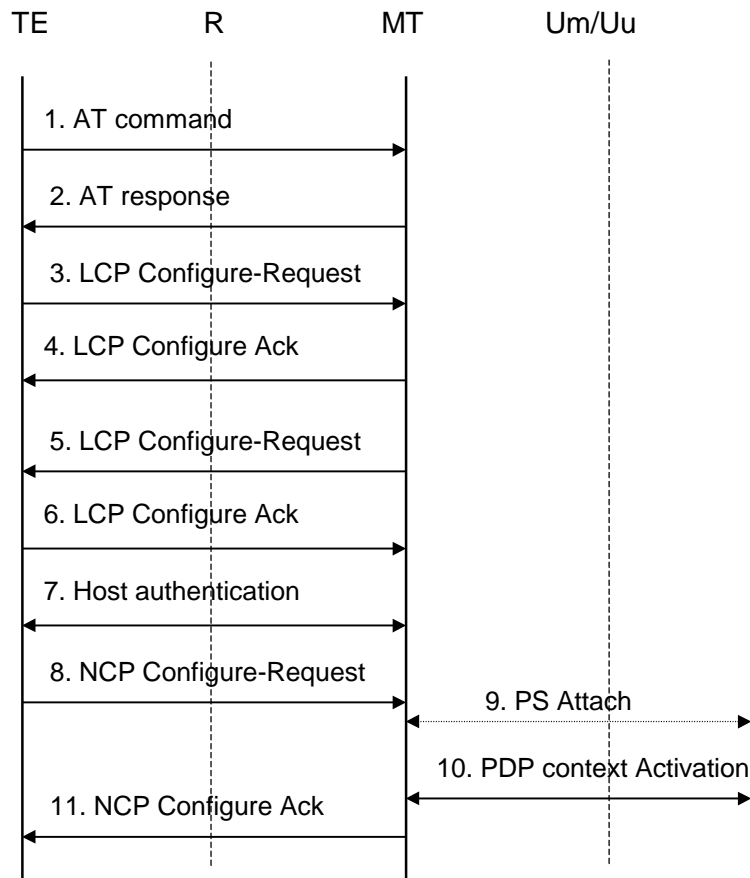 TE R MT Um/Uu
1. AT command
2. AT response
3. LCP Configure-Request
4. LCP Configure Ack
5. LCP Configure-Request
6. LCP Configure Ack
7. Host authentication
8. NCP Configure-Request
9. PS Attach
10. PDP context Activation
11. NCP Configure Ack